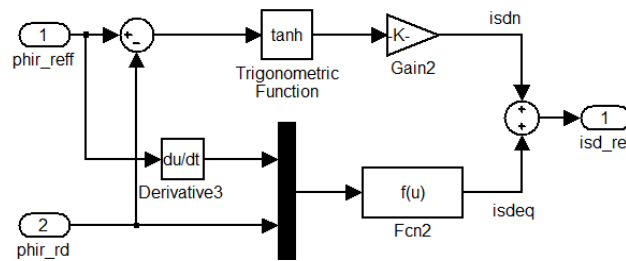 1
phir_reff
+
-
tanh
Trigonometric
Function
-K-
Gain2
isdn
+
+
1
isd_re
du/dt
Derivative3
f(u)
Fcn2
isdeq
2
phir_rd